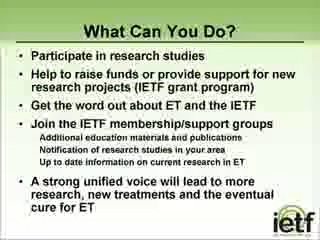 What Can You Do?
• Participate in research studies
• Help to raise funds or provide support for new
research projects (IETF grant program)
• Get the word out about ET and the IETF
• Join the IETF membership/support groups
Additional education materials and publications
Notification of research studies in your area
Up to date information on current research in ET
• A strong unified voice will lead to more
research, new treatments and the eventual
cure for ET
ietf